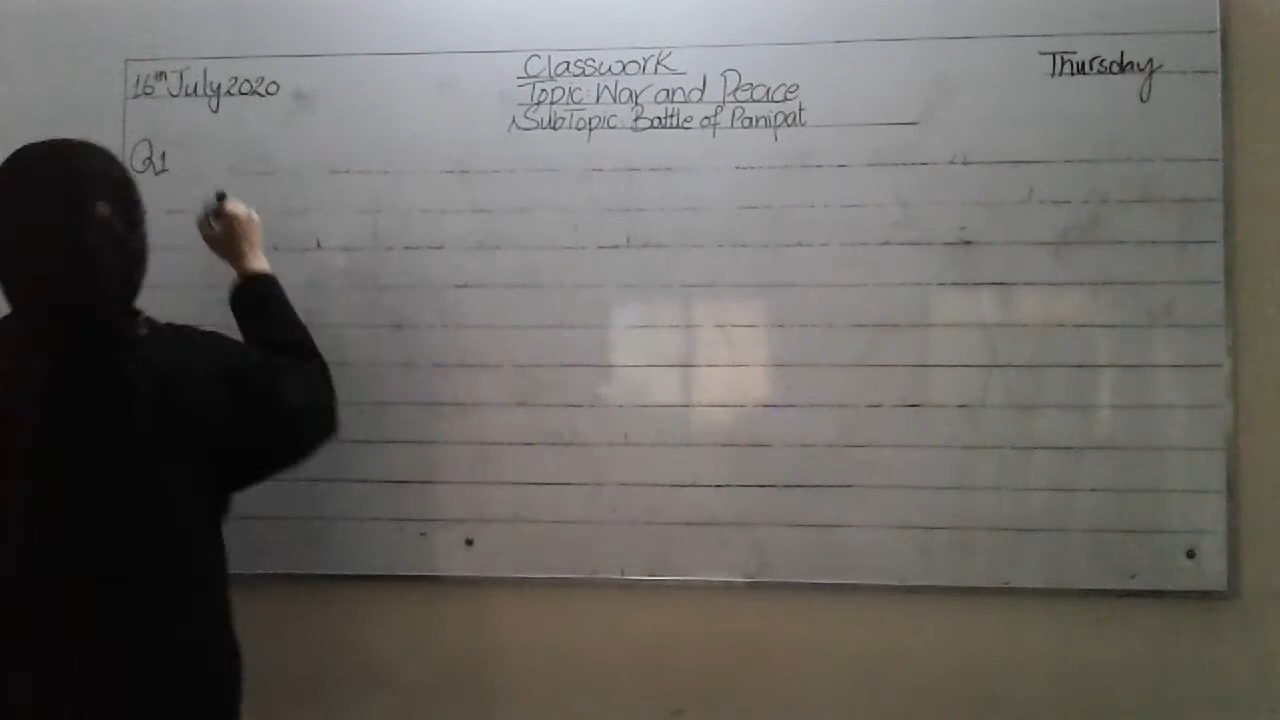 16th July 2020
Classwork
Thursday
Topic: War and Peace
SubTopic Battle of Panipat
Q1